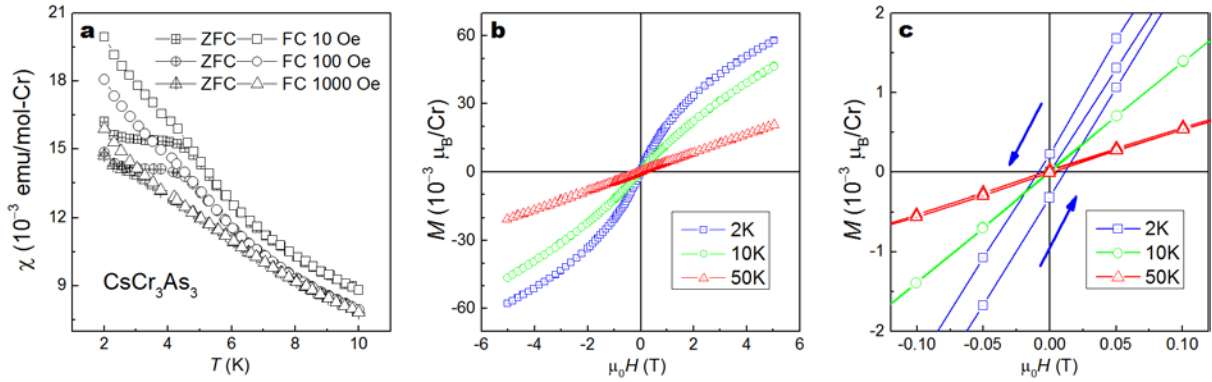 a
ZFC FC 10 Oe
ZFC FC 100 Oe
ZFC FC 1000 Oe
CsCr₃As₃
χ (10⁻³ emu/mol-Cr)
21
18
15
12
9
0 2 4 6 8 10
T (K)
b
M (10⁻³ μ_B/Cr)
60
30
0
-30
-60
2K
10K
50K
-6 -4 -2 0 2 4 6
μ₀H (T)
c
M (10⁻³ μ_B/Cr)
2
1
0
-1
-2
2K
10K
50K
-0.10 -0.05 0.00 0.05 0.10
μ₀H (T)